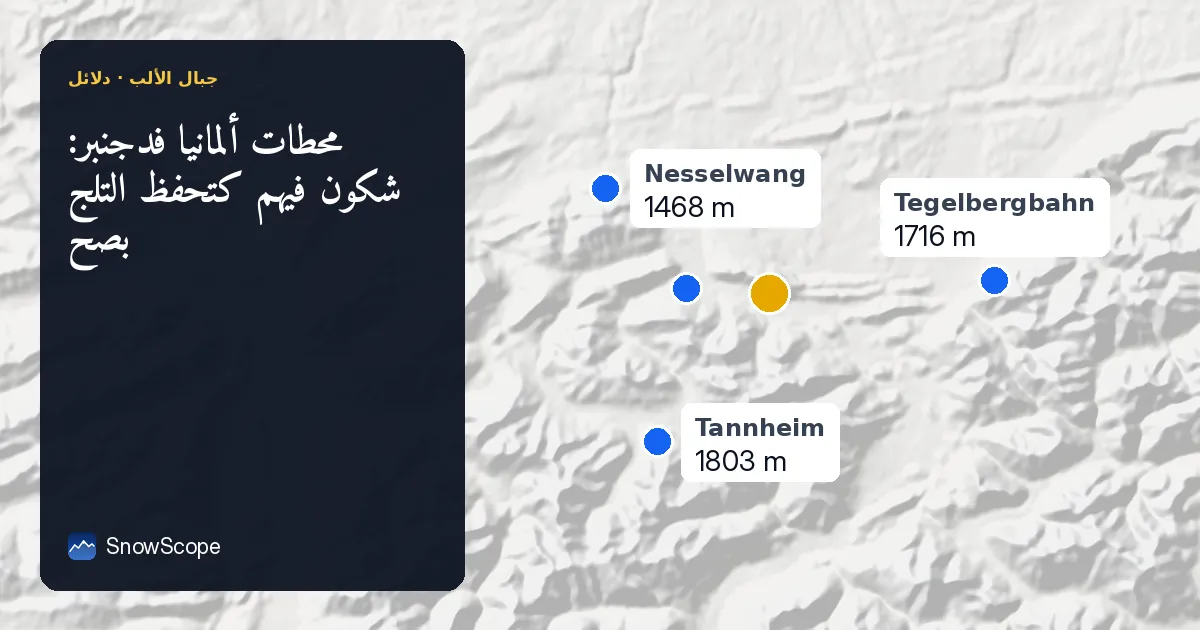 جبال الألب · دلائل
محطات ألمانيا فدجنبر:
شكون فيهم كتحفظ التلج
بصح
SnowScope
Nesselwang
1468 m
Tegelbergbahn
1716 m
Tannheim
1803 m